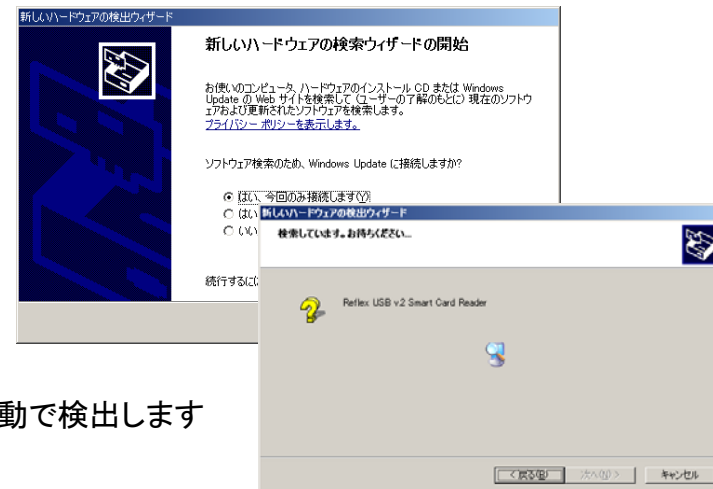 新しいハードウェアの検出ウィザード
新しいハードウェアの検索ウィザードの開始
お使いのコンピュータ、ハードウェアのインストール CD または Windows
Update の Web サイトを検索して (ユーザーの了解のもとに) 現在のソフトウ
ェアおよび更新されたソフトウェアを検索します。
プライバシー ポリシーを表示します。
ソフトウェア検索のため、Windows Update に接続しますか?
はい、今回のみ接続します(Y)
はい
いい
続行するに
新しいハードウェアの検出ウィザード
検索しています。お待ちください...
Reflex USB v.2 Smart Card Reader
< 戻る(B)
次へ(N) >
キャンセル
動で検出します